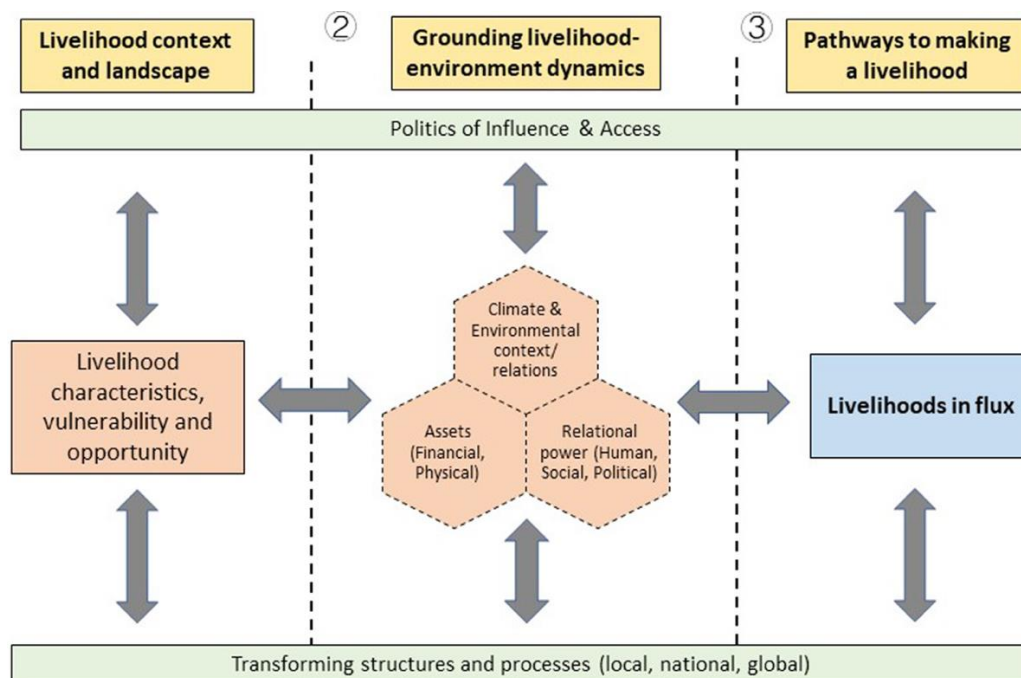 ②
③
Livelihood context
and landscape
Grounding livelihood-
environment dynamics
Pathways to making
a livelihood
Politics of Influence & Access
Climate &
Environmental
context/
relations
Livelihood
characteristics,
vulnerability and
opportunity
Assets
(Financial,
Physical)
Relational
power (Human,
Social, Political)
Livelihoods in flux
Transforming structures and processes (local, national, global)